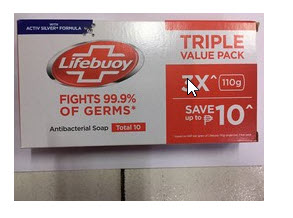 WITH
ACTIV SILVER⁺ FORMULA
Lifebuoy
FIGHTS 99.9%
OF GERMS*
Antibacterial Soap Total 10
TRIPLE
VALUE PACK
3X^ 110g
SAVE
up to ₱10^